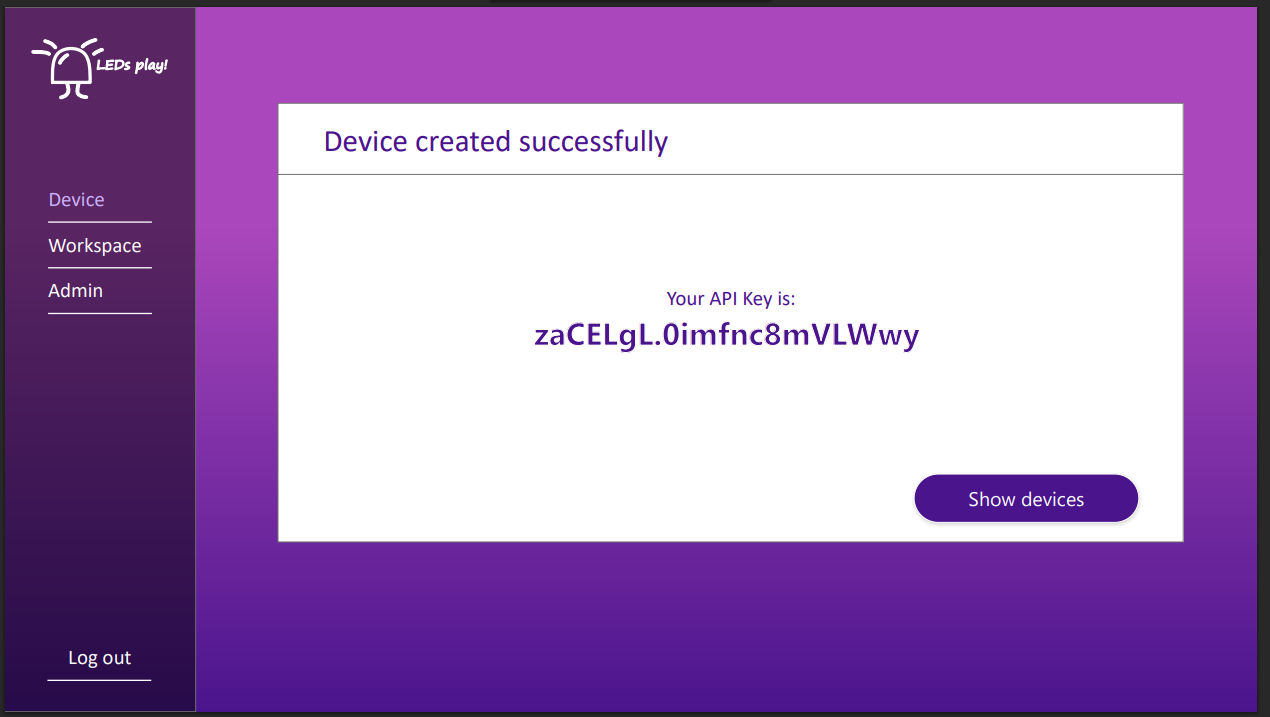 LEDs play!
Device
Workspace
Admin
Log out
Device created successfully
Your API Key is:
zaCELgL.0imfnc8mVLWwy
Show devices